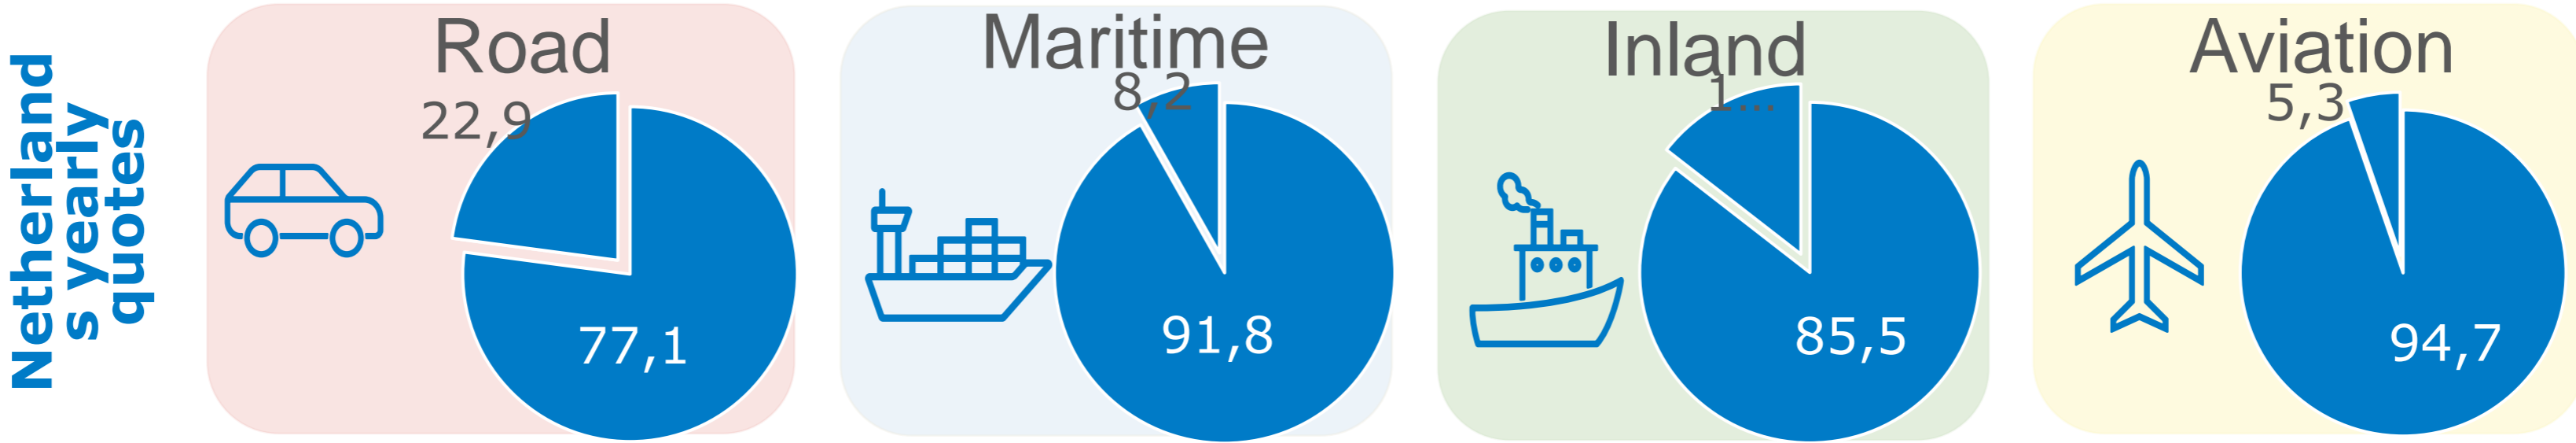 Netherland
s yearly
quotes
Road
22,9
77,1
Maritime
8,2
91,8
Inland
1...
85,5
Aviation
5,3
94,7